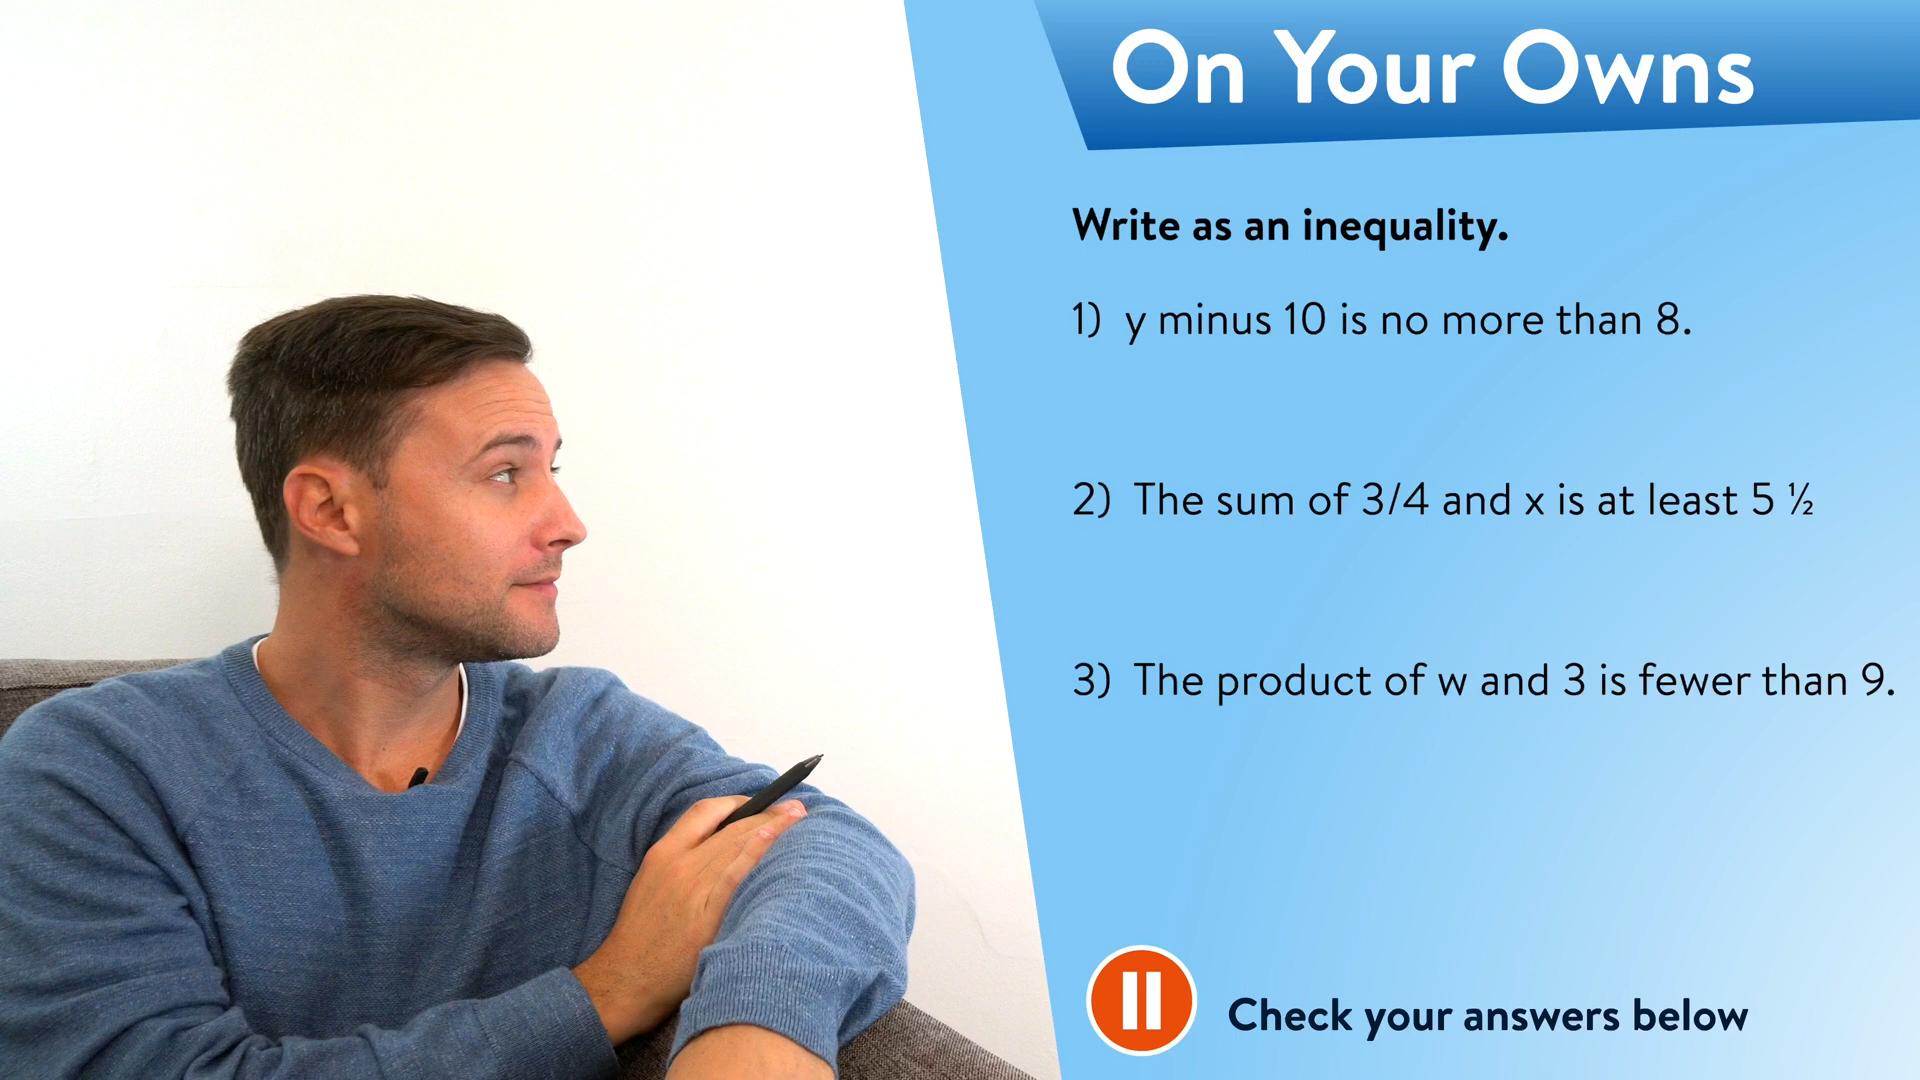 On Your Owns
Write as an inequality.
1) y minus 10 is no more than 8.
2) The sum of 3/4 and x is at least 5 ½
3) The product of w and 3 is fewer than 9.
Check your answers below